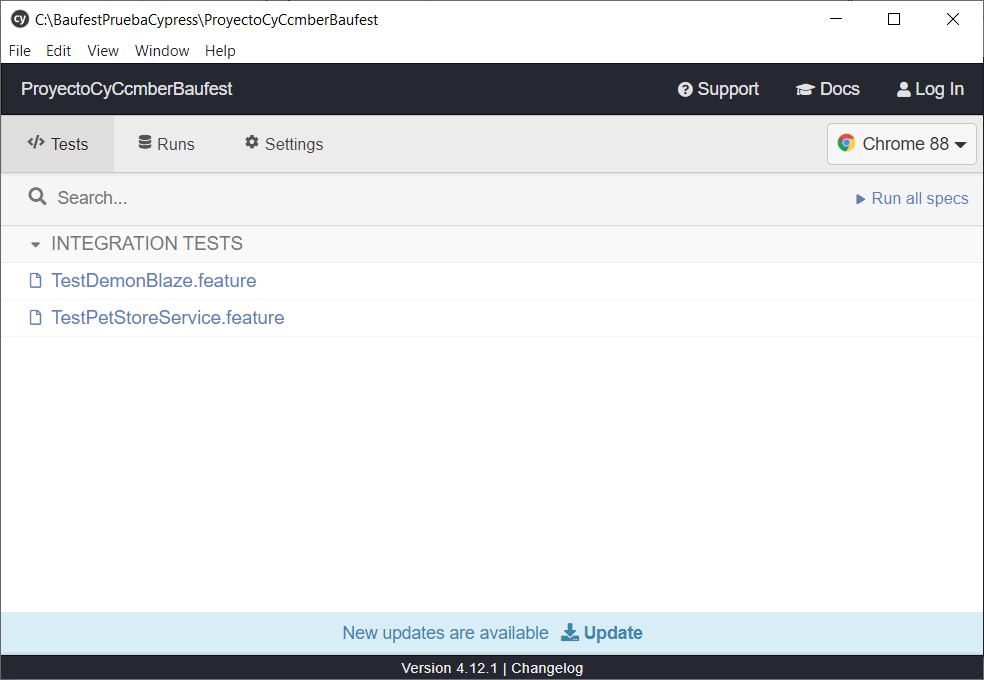 cy C:\BaufestPruebaCypress\ProyectoCyCcmberBaufest
File Edit View Window Help
ProyectoCyCcmberBaufest Support Docs Log In
Tests Runs Settings Chrome 88
Search... Run all specs
INTEGRATION TESTS
TestDemonBlaze.feature
TestPetStoreService.feature
New updates are available Update
Version 4.12.1 | Changelog